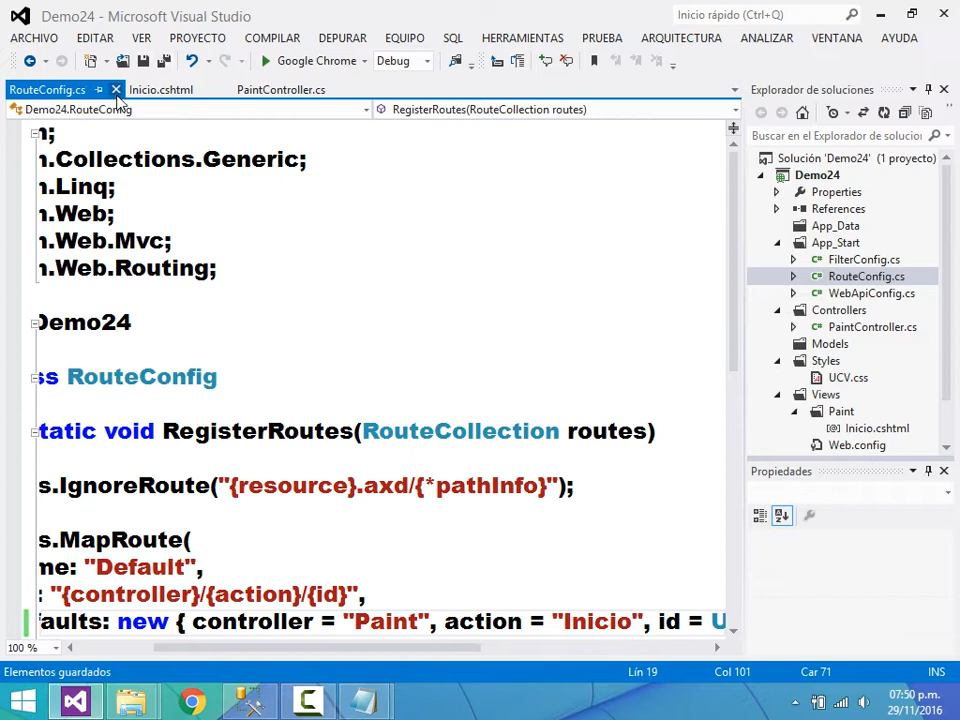 Demo24 - Microsoft Visual Studio
Inicio rápido (Ctrl+Q)
ARCHIVO EDITAR VER PROYECTO COMPILAR DEPURAR EQUIPO SQL HERRAMIENTAS PRUEBA ARQUITECTURA ANALIZAR VENTANA AYUDA
Google Chrome Debug
RouteConfig.cs Inicio.cshtml PaintController.cs
Demo24.RouteConfig RegisterRoutes(RouteCollection routes)
n;
n.Collections.Generic;
n.Linq;
n.Web;
n.Web.Mvc;
n.Web.Routing;
Demo24
ss RouteConfig
tatic void RegisterRoutes(RouteCollection routes)
s.IgnoreRoute("{resource}.axd/{*pathInfo}");
s.MapRoute(
me: "Default",
: "{controller}/{action}/{id}",
faults: new { controller = "Paint", action = "Inicio", id = U
100 %
Explorador de soluciones
Buscar en el Explorador de solucion
Solución 'Demo24' (1 proyecto)
Demo24
Properties
References
App_Data
App_Start
FilterConfig.cs
RouteConfig.cs
WebApiConfig.cs
Controllers
PaintController.cs
Models
Styles
UCV.css
Views
Paint
Inicio.cshtml
Web.config
Propiedades
Elementos guardados Lín 19 Col 101 Car 71 INS
07:50 p.m.
29/11/2016